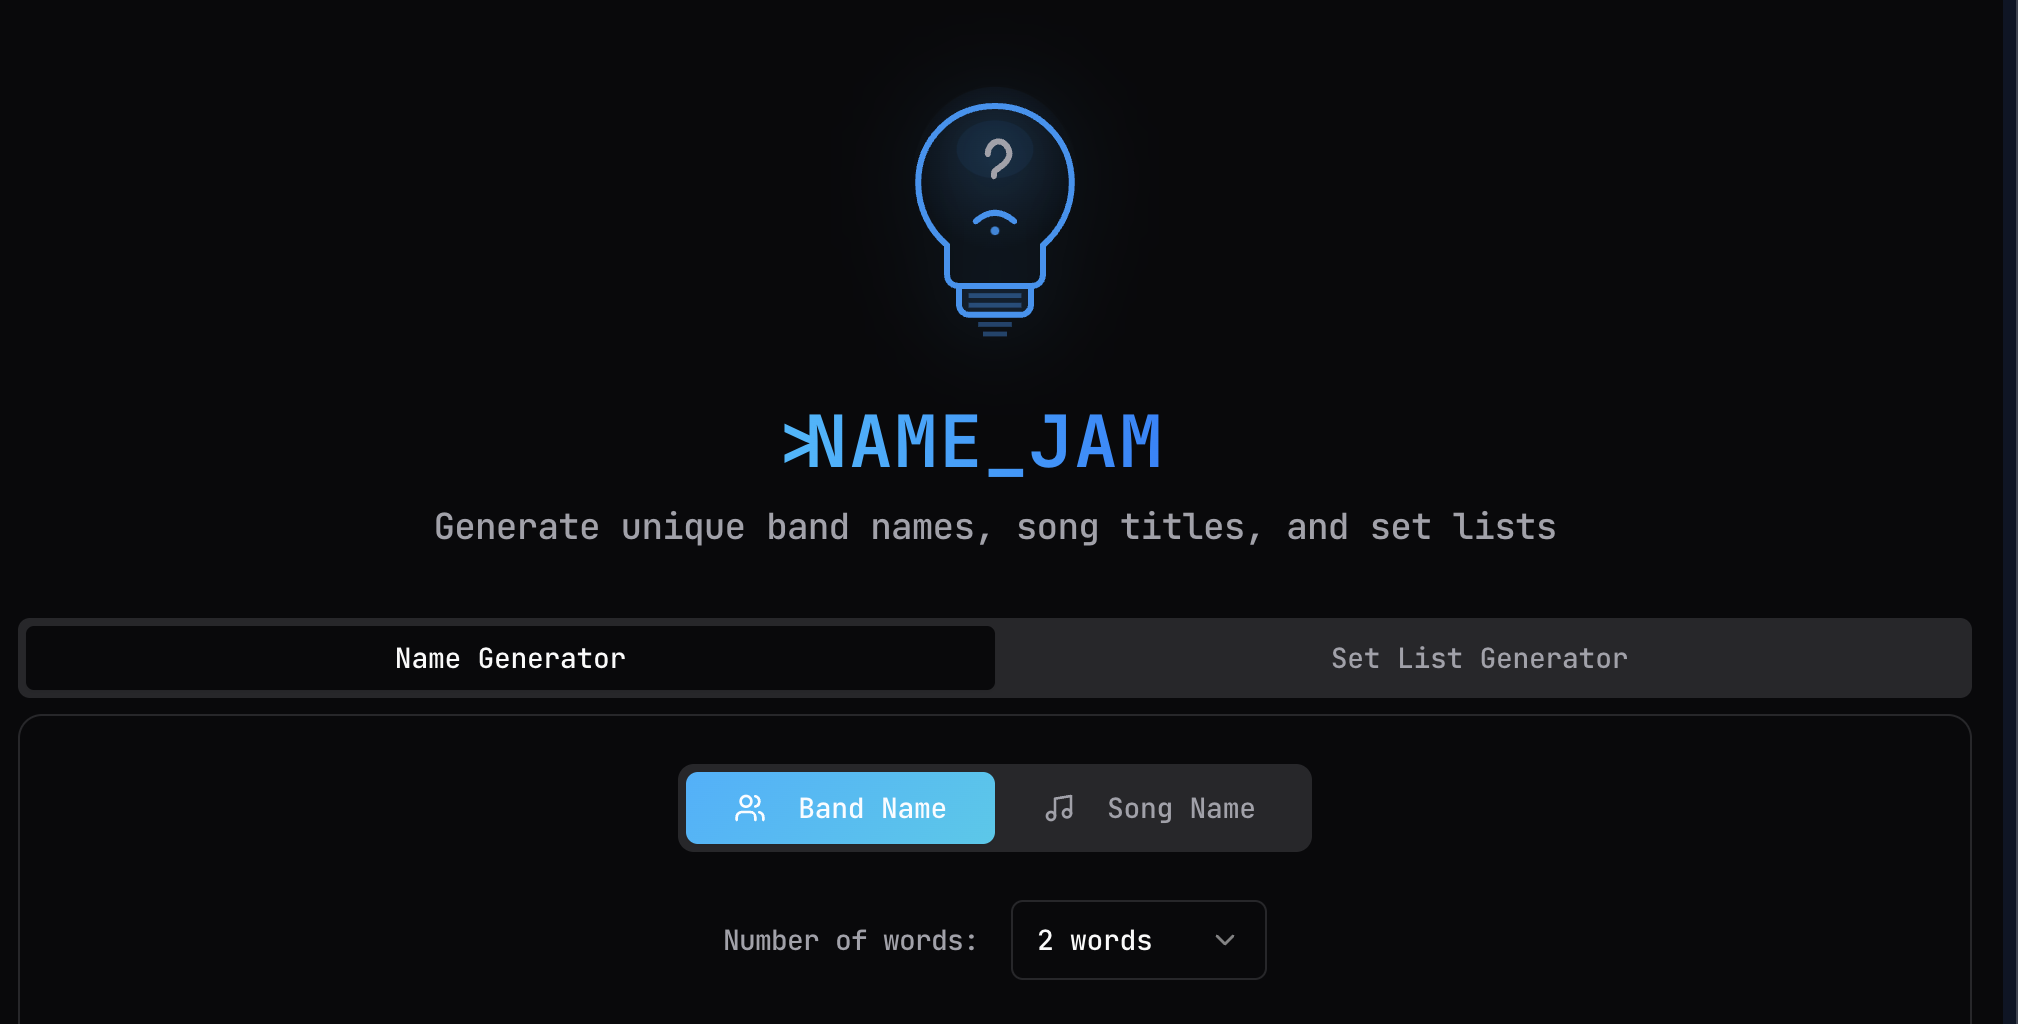 ?
>NAME_JAM
Generate unique band names, song titles, and set lists
Name Generator
Set List Generator
Band Name
Song Name
Number of words:
2 words